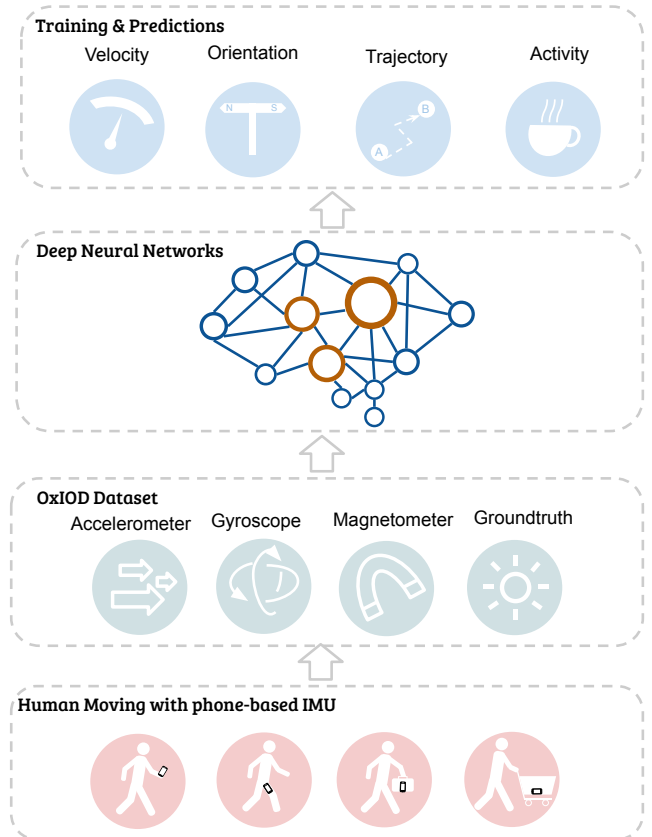 Training & Predictions
Velocity
Orientation
Trajectory
Activity
N
S
A
B
Deep Neural Networks
OxIOD Dataset
Accelerometer
Gyroscope
Magnetometer
Groundtruth
Human Moving with phone-based IMU